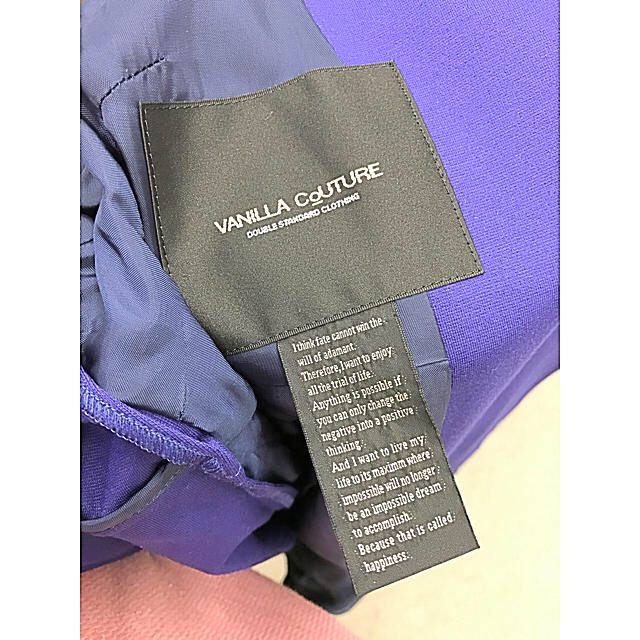 VANILLA CoUTURE
DOUBLE STANDARD CLOTHING
I think fate cannot win the
will of adamant.
Therefore, I want to enjoy
all the trial of life.
Anything is possible if
you can only change the
negative into a positive
thinking.
And I want to live my
life to its maximm where
impossible will no longer
be an impossible dream
to accomplish.
Because that is called
happiness.